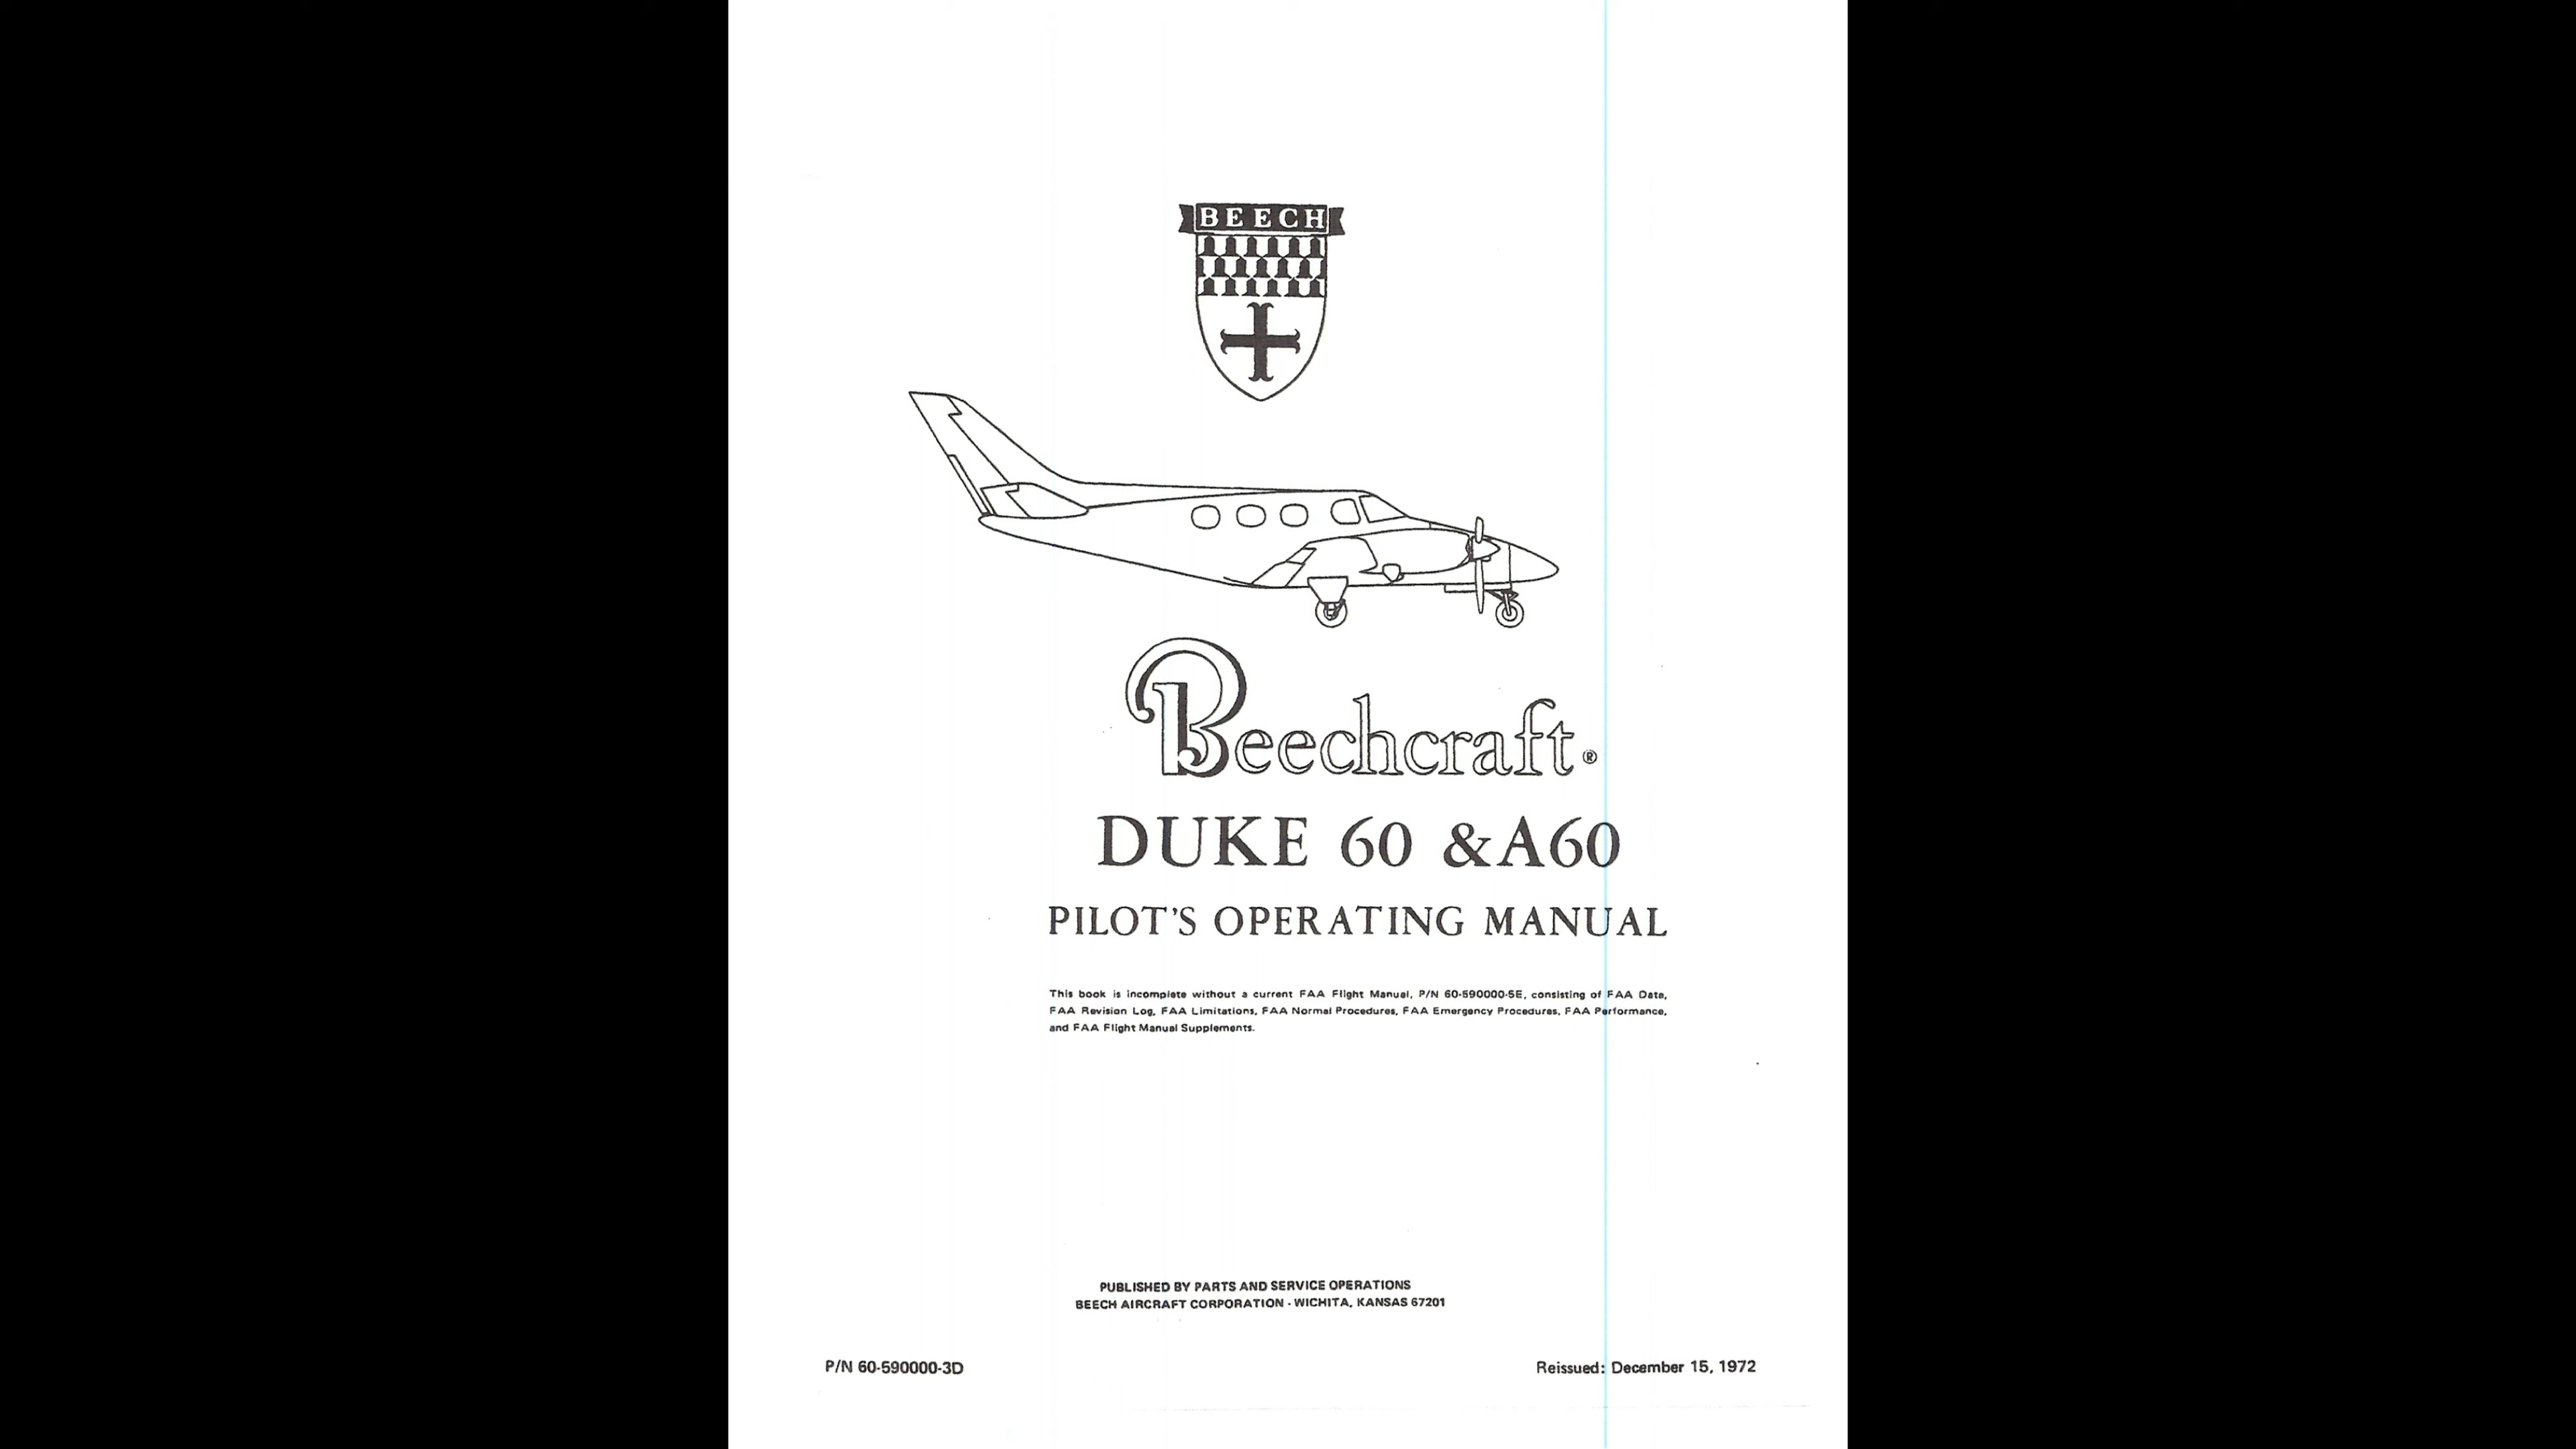 BEECH
Beechcraft®
DUKE 60 &A60
PILOT'S OPERATING MANUAL
This book is incomplete without a current FAA Flight Manual, P/N 60-590000-5E, consisting of FAA Data,
FAA Revision Log, FAA Limitations, FAA Normal Procedures, FAA Emergency Procedures, FAA Performance,
and FAA Flight Manual Supplements.
PUBLISHED BY PARTS AND SERVICE OPERATIONS
BEECH AIRCRAFT CORPORATION - WICHITA, KANSAS 67201
P/N 60-590000-3D
Reissued: December 15, 1972